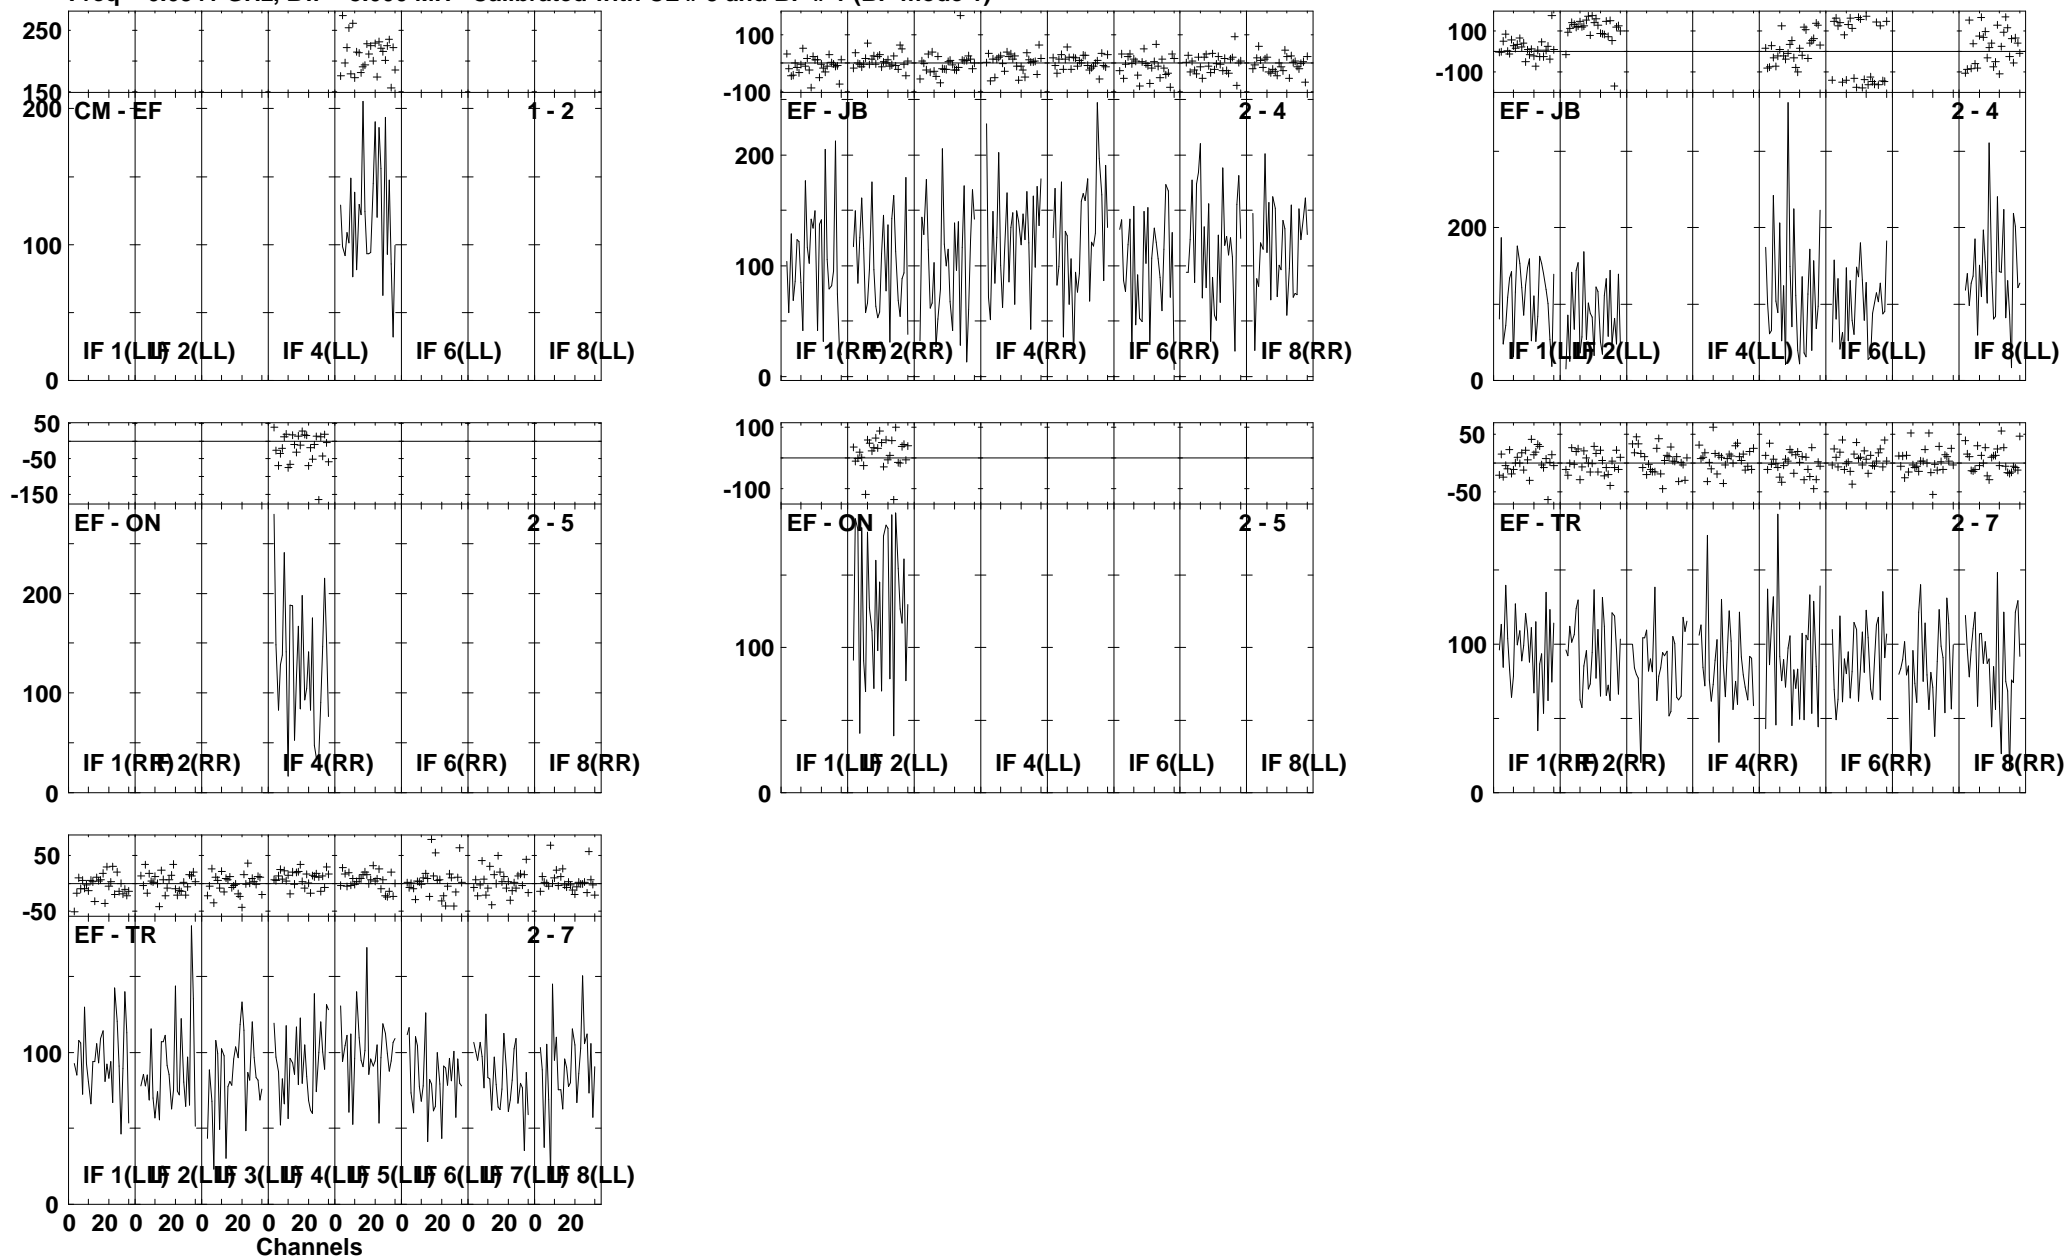 250
150
200
100
0
CM - EF 1 - 2
IF 1(LL) IF 2(LL) IF 4(LL) IF 6(LL) IF 8(LL)
100
-100
200
100
0
EF - JB 2 - 4
IF 1(RR) IF 2(RR) IF 4(RR) IF 6(RR) IF 8(RR)
100
-100
200
0
EF - JB 2 - 4
IF 1(LL) IF 2(LL) IF 4(LL) IF 6(LL) IF 8(LL)
50
-50
-150
200
100
0
EF - ON 2 - 5
IF 1(RR) IF 2(RR) IF 4(RR) IF 6(RR) IF 8(RR)
100
-100
100
0
EF - ON 2 - 5
IF 1(LL) IF 2(LL) IF 4(LL) IF 6(LL) IF 8(LL)
50
-50
100
0
EF - TR 2 - 7
IF 1(RR) IF 2(RR) IF 4(RR) IF 6(RR) IF 8(RR)
50
-50
100
0
EF - TR 2 - 7
IF 1(LL) IF 2(LL) IF 3(LL) IF 4(LL) IF 5(LL) IF 6(LL) IF 7(LL) IF 8(LL)
0 20 0 20 0 20 0 20 0 20 0 20 0 20 0 20
Channels